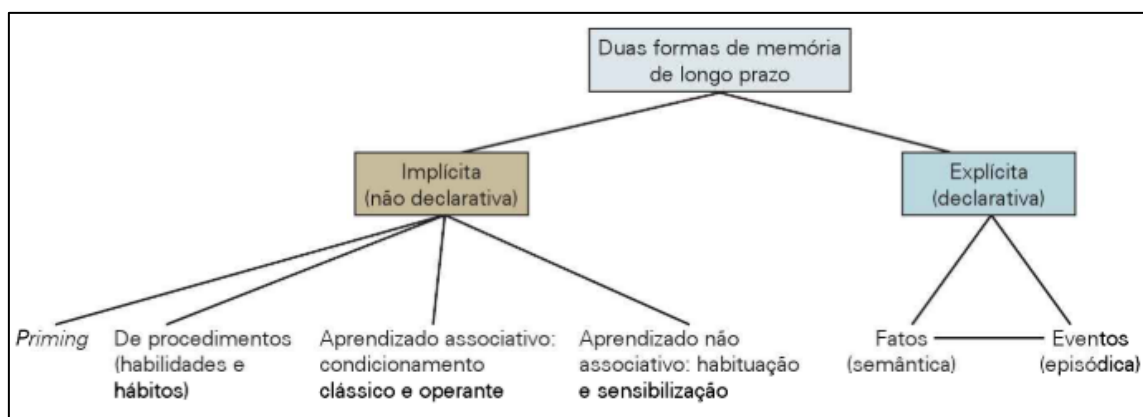 Duas formas de memória
de longo prazo
Implícita
(não declarativa)
Explícita
(declarativa)
Priming
De procedimentos
(habilidades e
hábitos)
Aprendizado associativo:
condicionamento
clássico e operante
Aprendizado não
associativo: habituação
e sensibilização
Fatos
(semântica)
Eventos
(episódica)